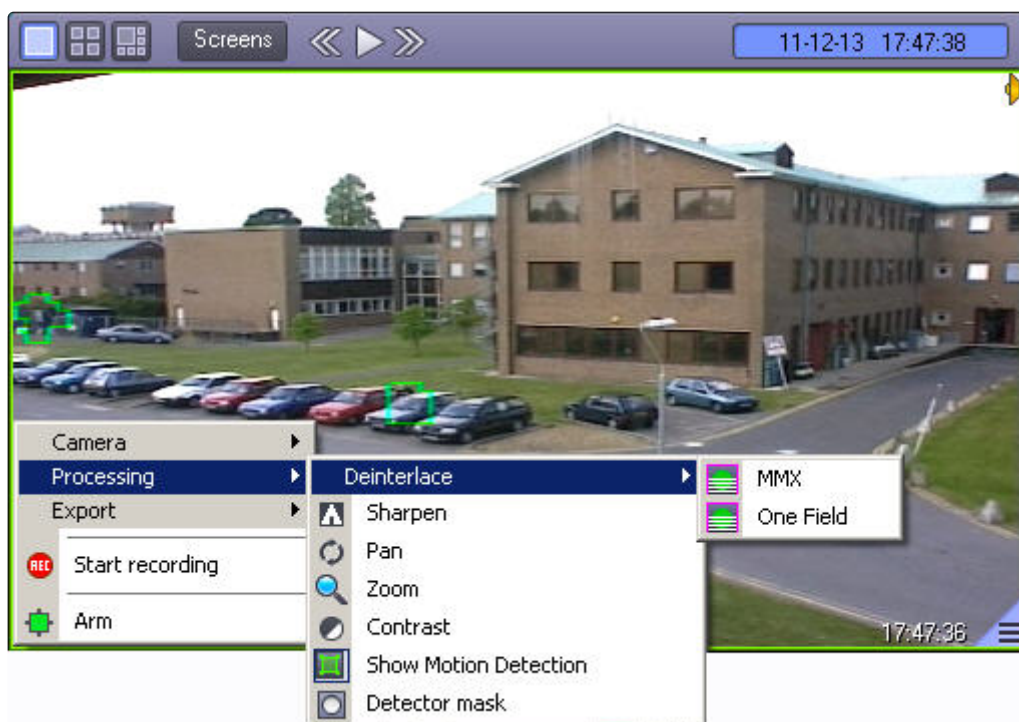 Screens
11-12-13 17:47:38
Camera
Processing
Export
REC
Start recording
Arm
Deinterlace
Sharpen
Pan
Zoom
Contrast
Show Motion Detection
Detector mask
MMX
One Field
17:47:36